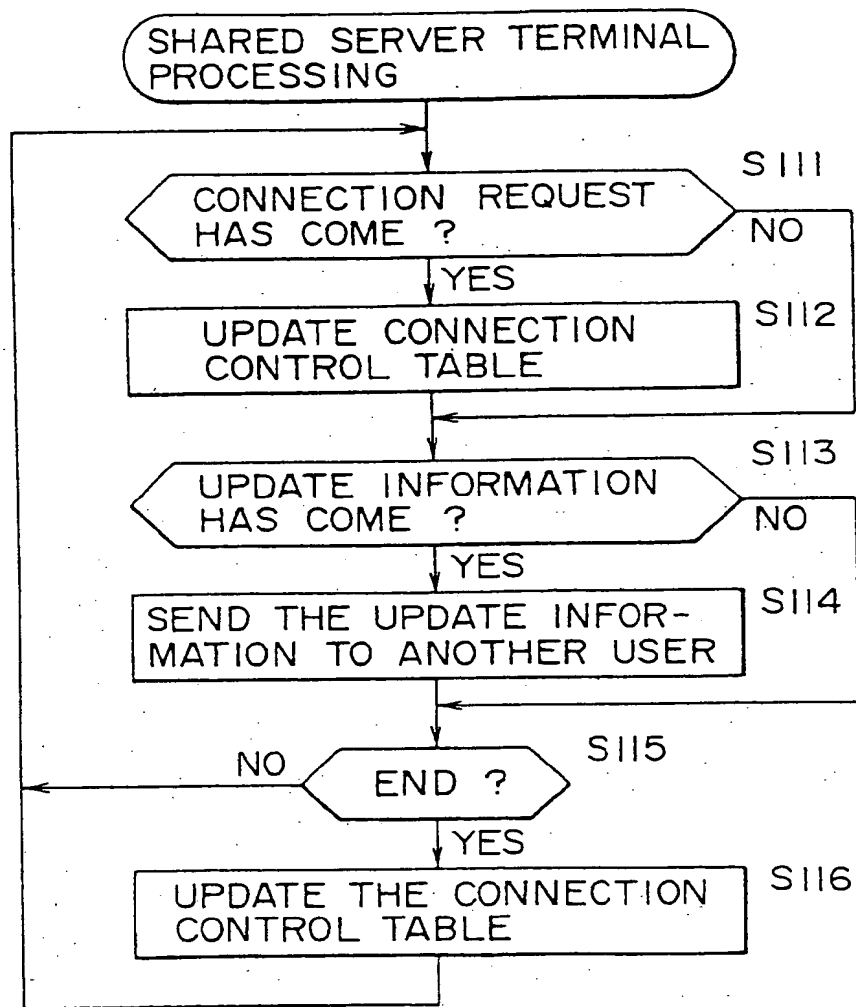 SHARED SERVER TERMINAL
PROCESSING
S111
CONNECTION REQUEST
HAS COME ?
NO
YES
S112
UPDATE CONNECTION
CONTROL TABLE
S113
UPDATE INFORMATION
HAS COME ?
NO
YES
S114
SEND THE UPDATE INFOR-
MATION TO ANOTHER USER
S115
NO
END ?
YES
S116
UPDATE THE CONNECTION
CONTROL TABLE